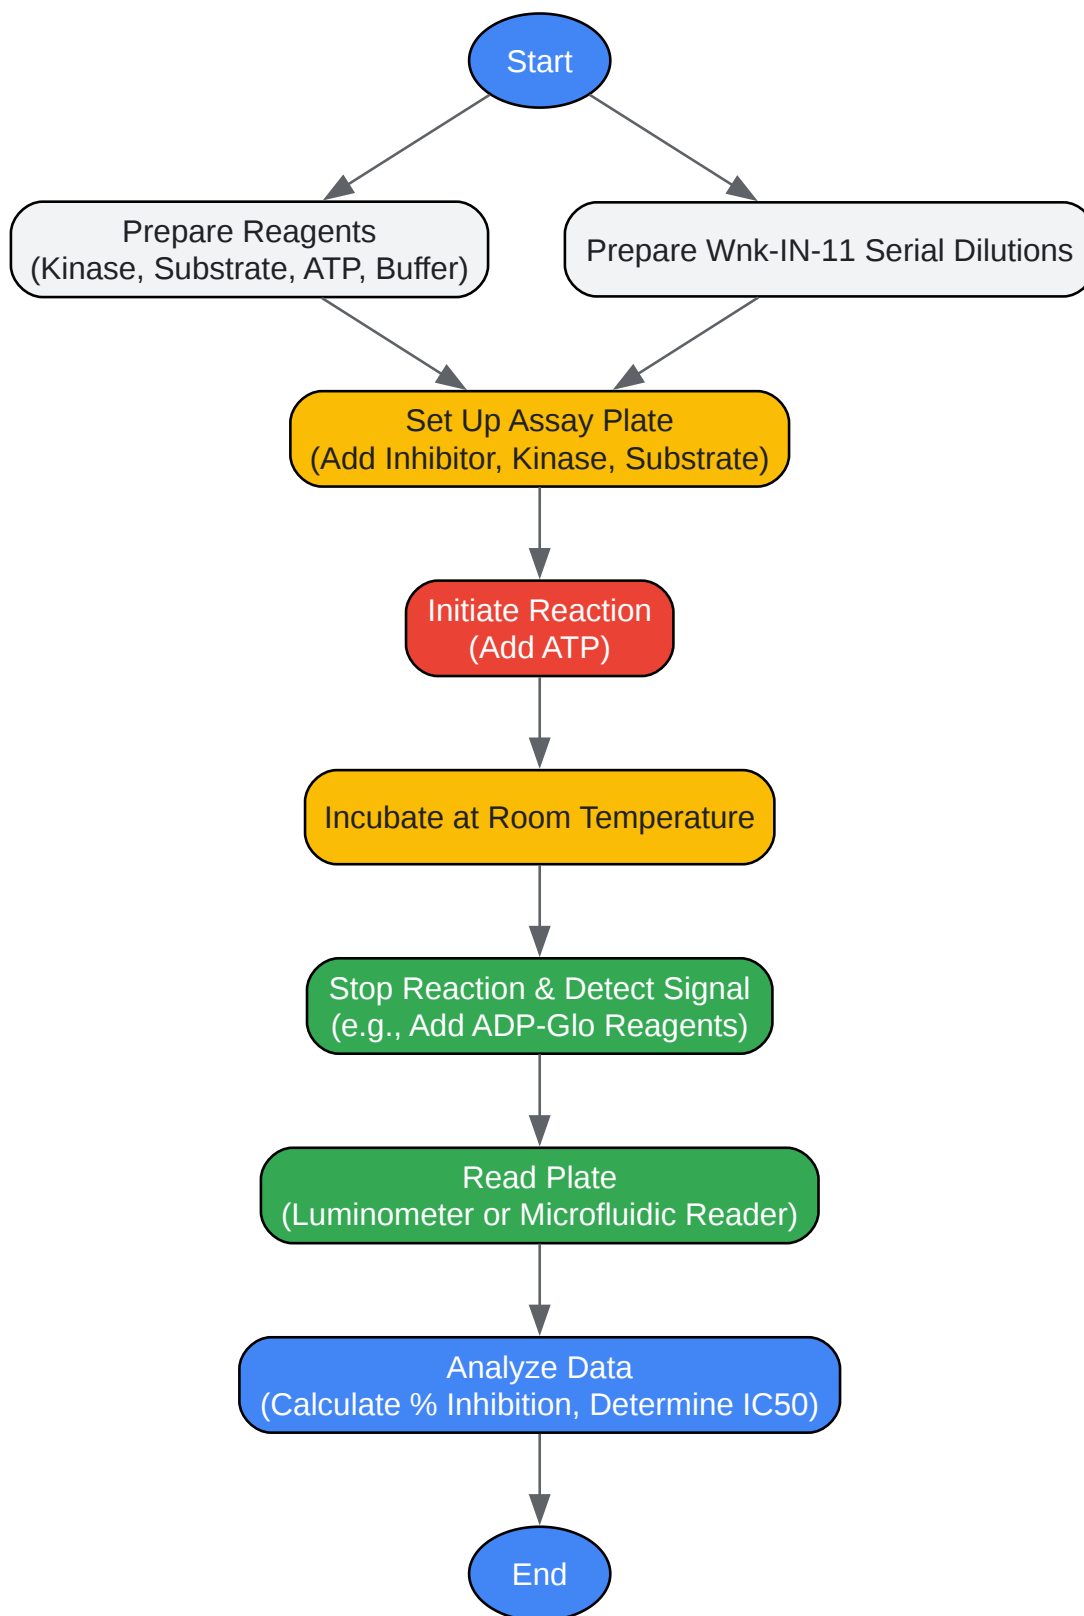 Start
Prepare Reagents
(Kinase, Substrate, ATP, Buffer)
Prepare Wnk-IN-11 Serial Dilutions
Set Up Assay Plate
(Add Inhibitor, Kinase, Substrate)
Initiate Reaction
(Add ATP)
Incubate at Room Temperature
Stop Reaction & Detect Signal
(e.g., Add ADP-Glo Reagents)
Read Plate
(Luminometer or Microfluidic Reader)
Analyze Data
(Calculate % Inhibition, Determine IC50)
End